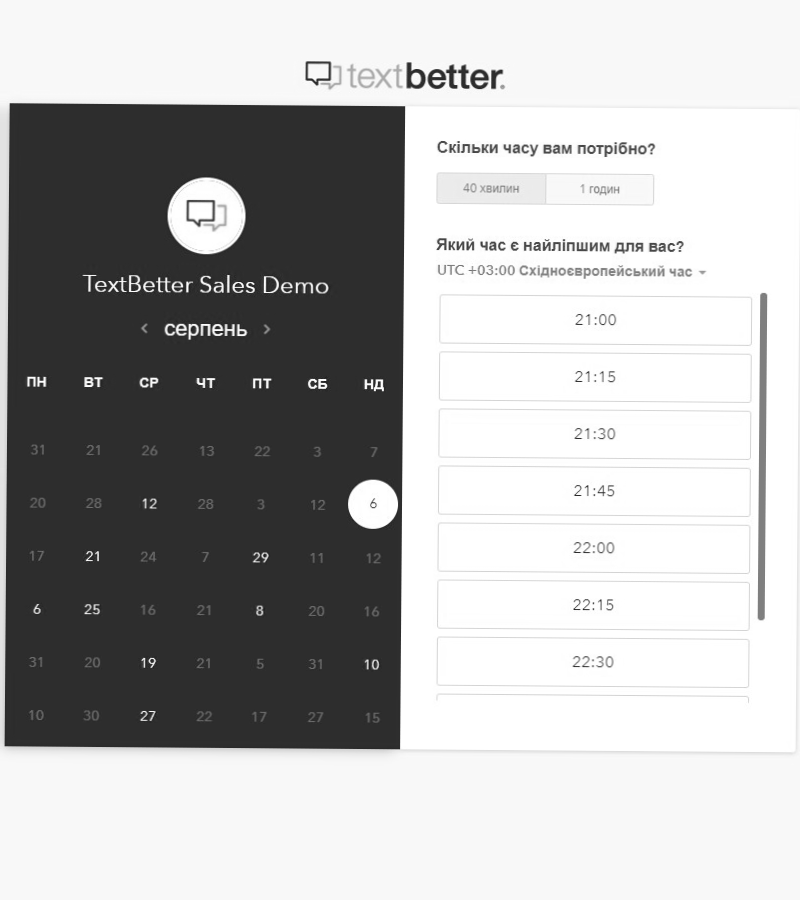 textbetter.
TextBetter Sales Demo
серпень
ПН ВТ СР ЧТ ПТ СБ НД
31 21 26 13 22 3 7
20 28 12 28 3 12 6
17 21 24 7 29 11 12
6 25 16 21 8 20 16
31 20 19 21 5 31 10
10 30 27 22 17 27 15
Скільки часу вам потрібно?
40 хвилин 1 годин
Який час є найліпшим для вас?
UTC +03:00 Східноєвропейський час
21:00
21:15
21:30
21:45
22:00
22:15
22:30